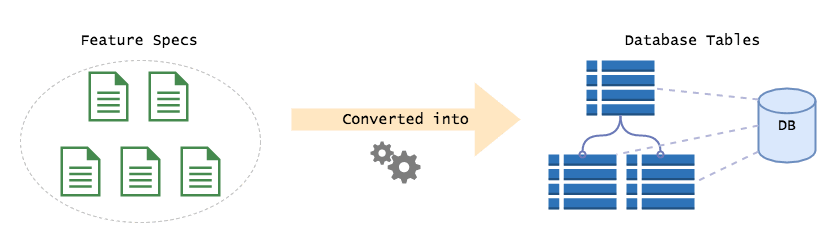 Feature Specs
Database Tables
Converted into
DB